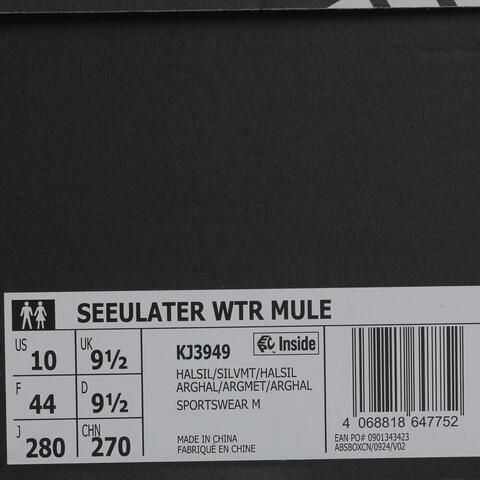 SEEULATER WTR MULE
US 10 UK 9½
F 44 D 9½
J 280 CHN 270
KJ3949 Inside
HALSIL/SILVMT/HALSIL
ARGHAL/ARGMET/ARGHAL
SPORTSWEAR M
MADE IN CHINA
FABRIQUÉ EN CHINE
4 068818 647752
EAN PO# 0901343423
ABSBOXCN/0924/V02